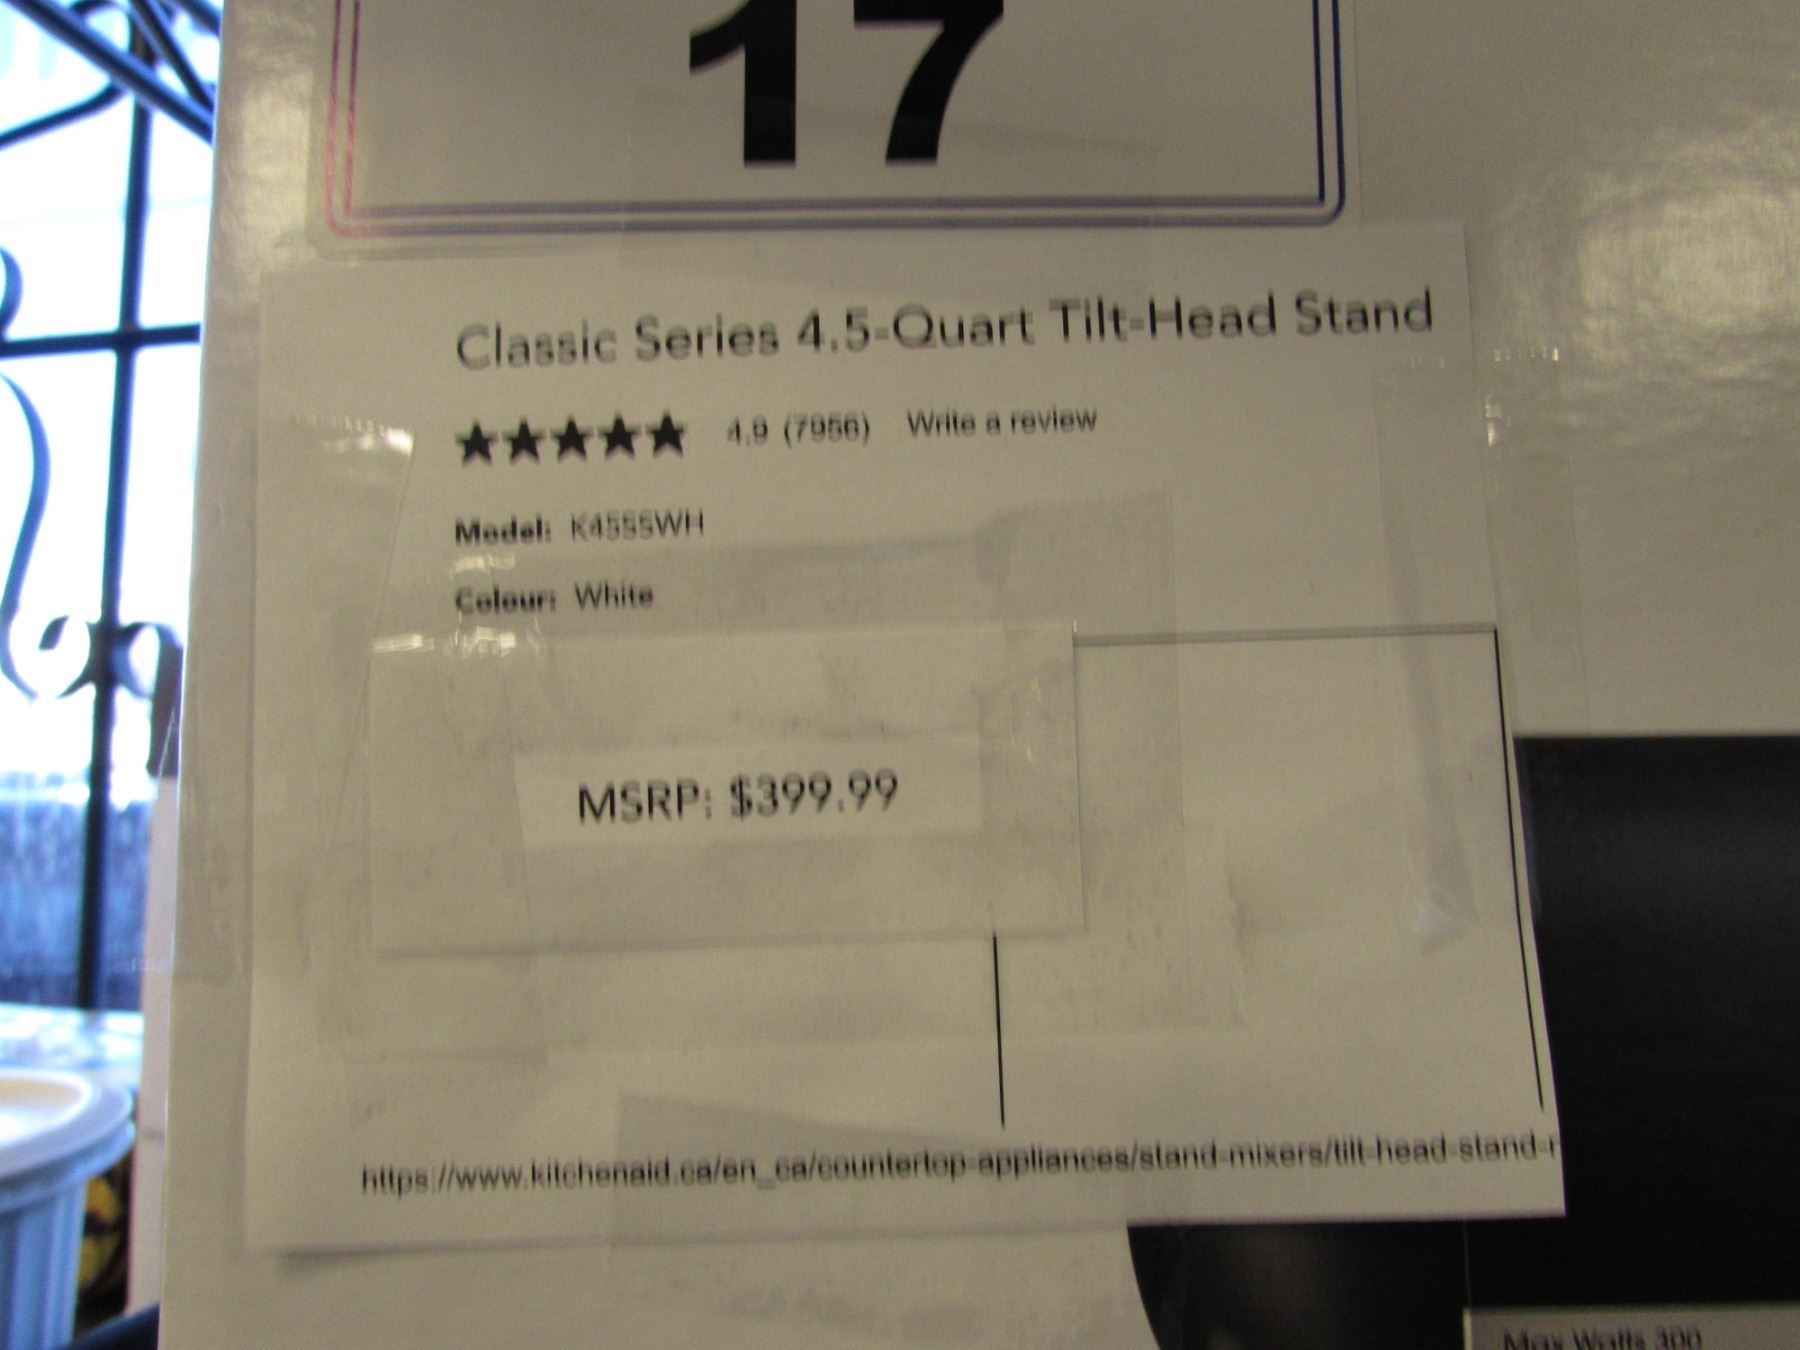 17
Classic Series 4.5-Quart Tilt-Head Stand
4.9 (7956) Write a review
Model: K45SSWH
Colour: White
MSRP: $399.99
https://www.kitchenaid.ca/en_ca/countertop-appliances/stand-mixers/tilt-head-stand-r
Max Watts 300